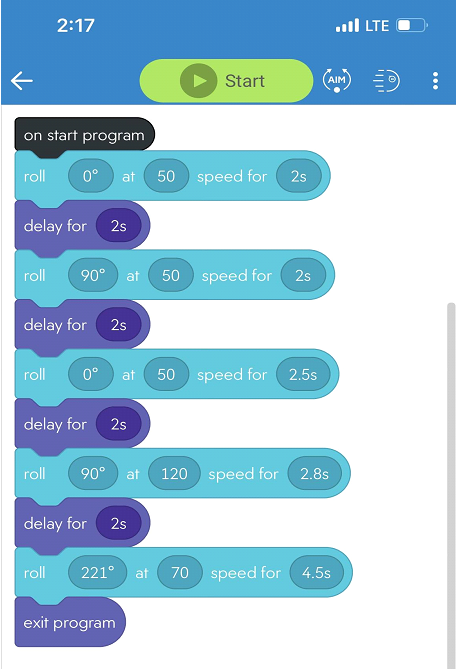 2:17 LTE
AIM Start
on start program
roll 0° at 50 speed for 2s
delay for 2s
roll 90° at 50 speed for 2s
delay for 2s
roll 0° at 50 speed for 2.5s
delay for 2s
roll 90° at 120 speed for 2.8s
delay for 2s
roll 221° at 70 speed for 4.5s
exit program